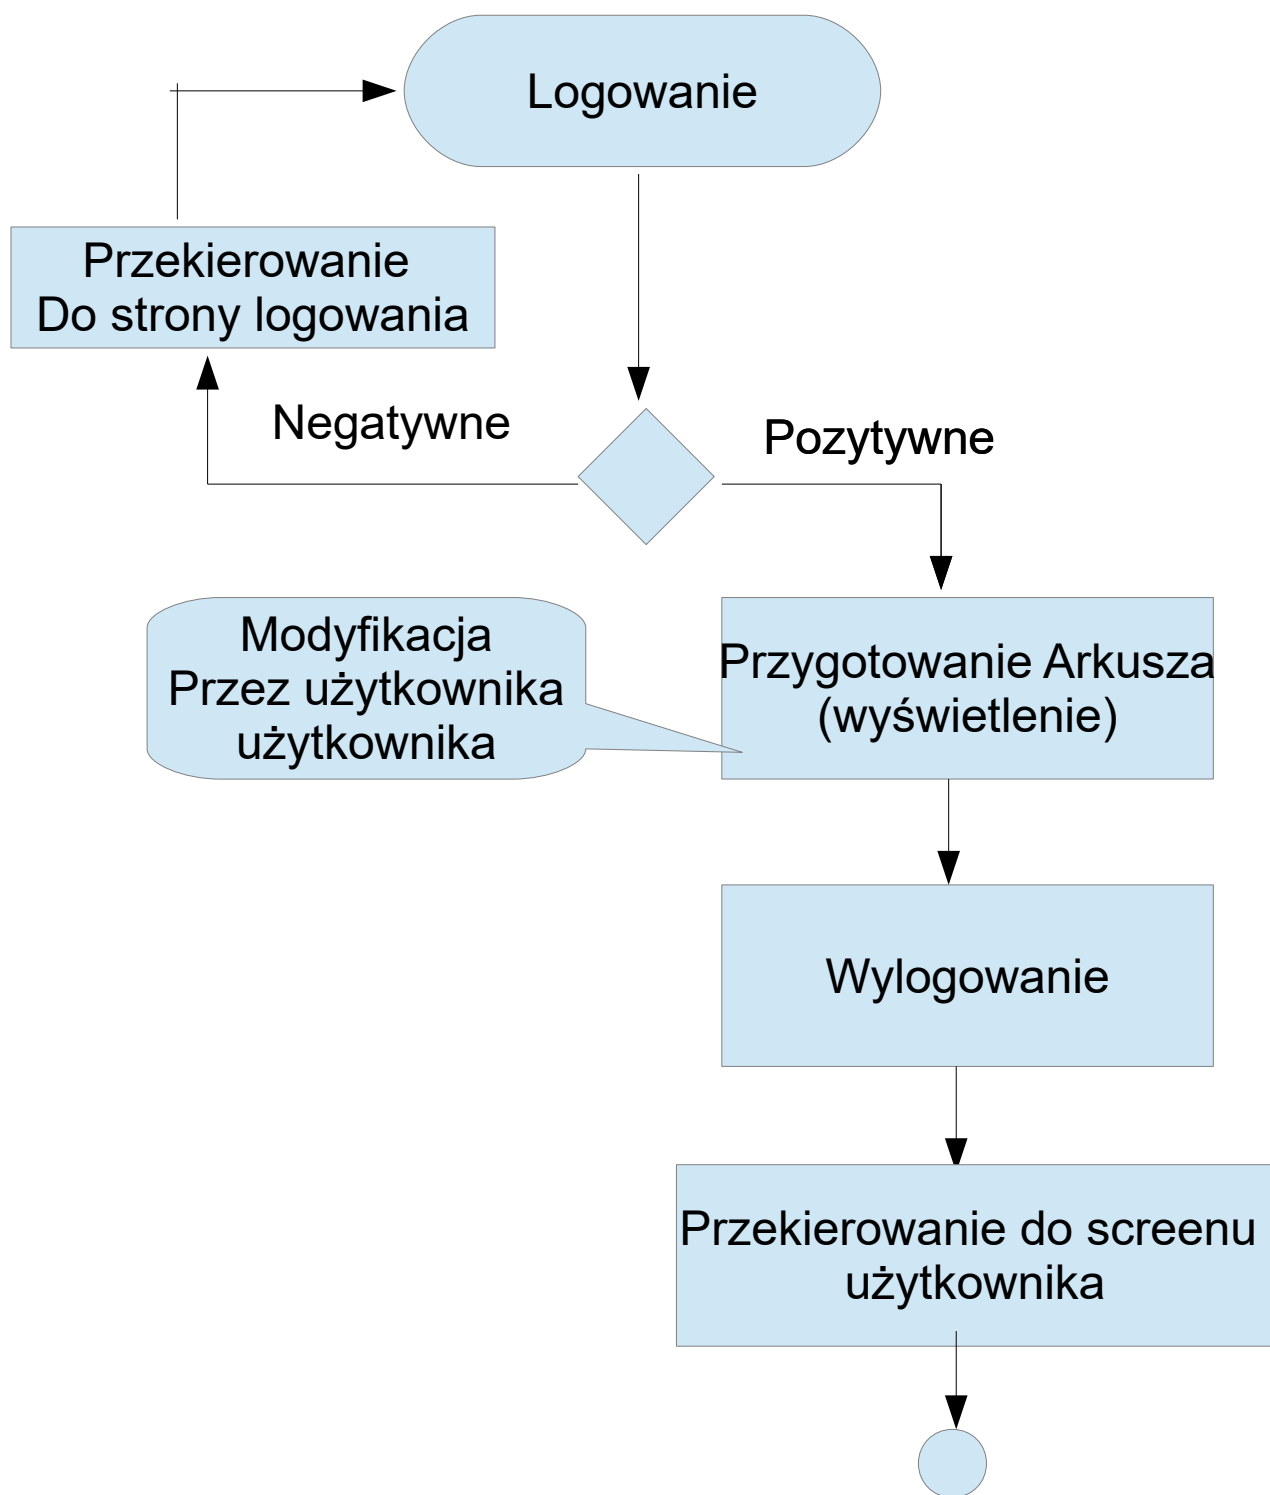 Logowanie
Przekierowanie
Do strony logowania
Negatywne
Pozytywne
Modyfikacja
Przez użytkownika
użytkownika
Przygotowanie Arkusza
(wyświetlenie)
Wylogowanie
Przekierowanie do screenu
użytkownika